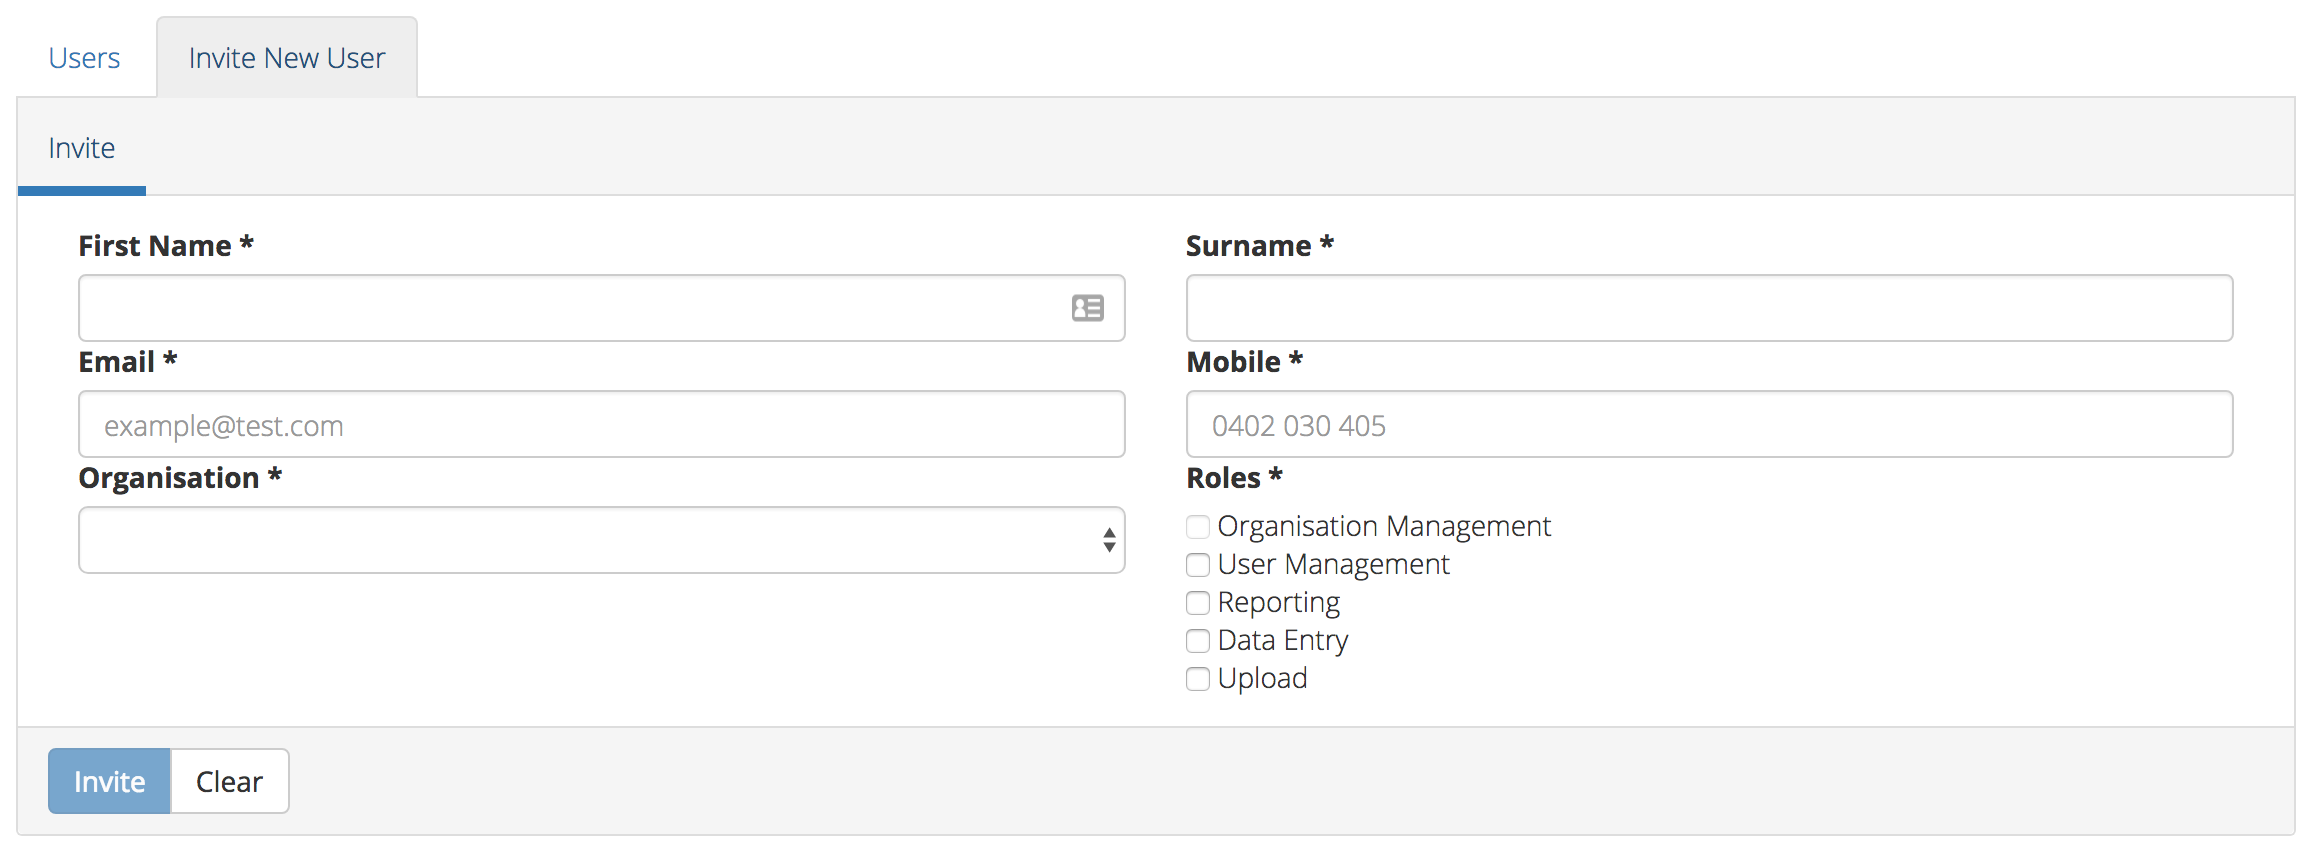 Users
Invite New User
Invite
First Name *
Surname *
Email *
Mobile *
example@test.com
0402 030 405
Organisation *
Roles *
Organisation Management
User Management
Reporting
Data Entry
Upload
Invite
Clear